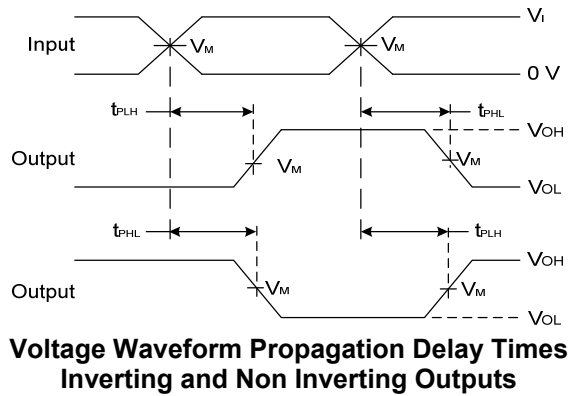 VI
Input VM VM
0 V
tPLH tPHL
VOH
Output VM VM
VOL
tPHL tPLH
VOH
Output VM VM
VOL
Voltage Waveform Propagation Delay Times
Inverting and Non Inverting Outputs